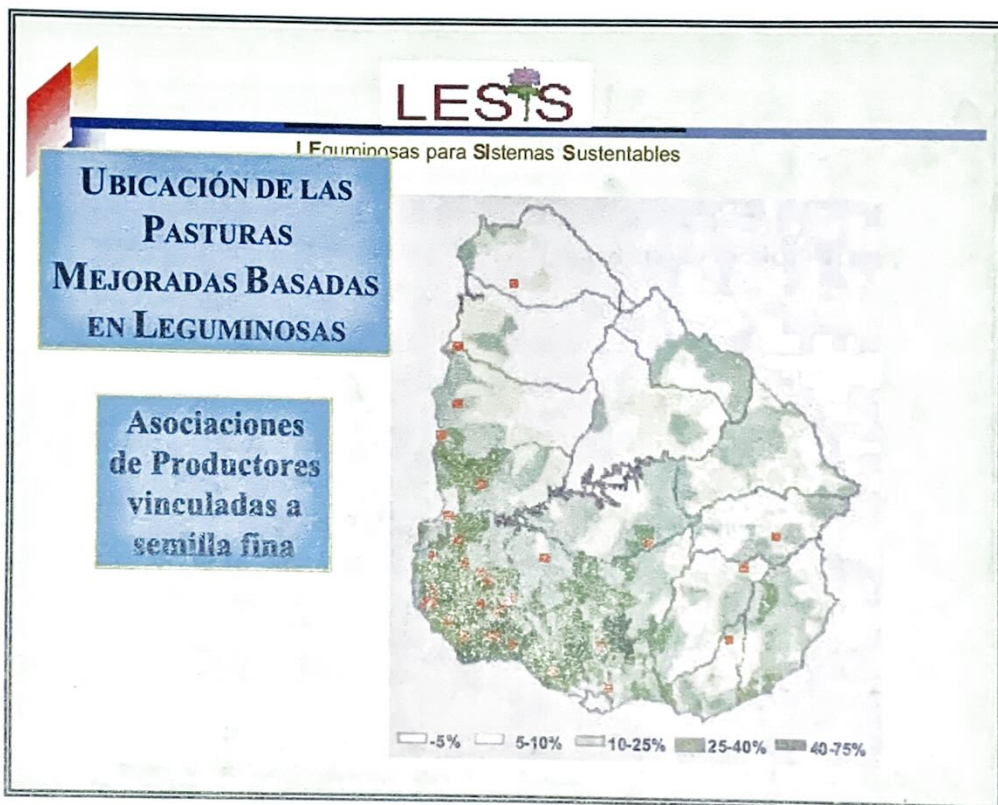 LESIS
LEguminosas para SIstemas Sustentables
UBICACIÓN DE LAS
PASTURAS
MEJORADAS BASADAS
EN LEGUMINOSAS
Asociaciones
de Productores
vinculadas a
semilla fina
-5% 5-10% 10-25% 25-40% 40-75%